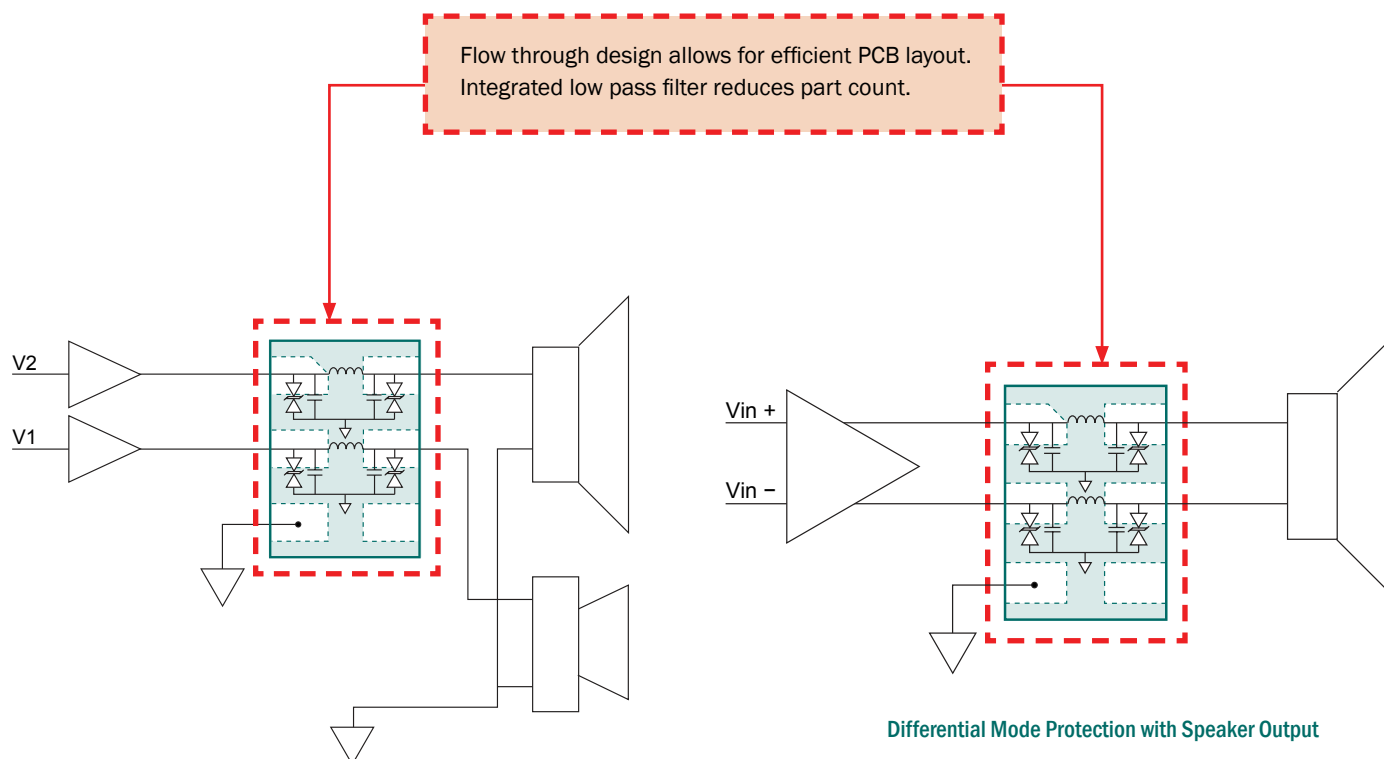 Flow through design allows for efficient PCB layout.
Integrated low pass filter reduces part count.
V2
V1
Vin +
Vin −
Differential Mode Protection with Speaker Output